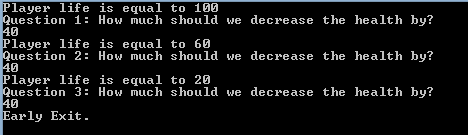 Player life is equal to 100
Question 1: How much should we decrease the health by?
40
Player life is equal to 60
Question 2: How much should we decrease the health by?
40
Player life is equal to 20
Question 3: How much should we decrease the health by?
40
Early Exit.